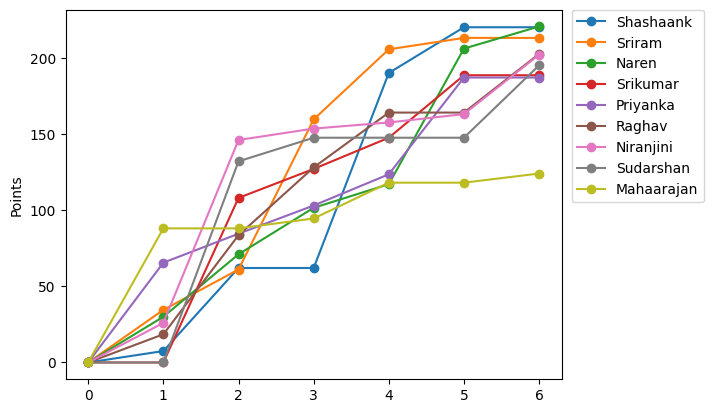 Points
200
150
100
50
0
0 1 2 3 4 5 6
Shashaank
Sriram
Naren
Srikumar
Priyanka
Raghav
Niranjini
Sudarshan
Mahaarajan